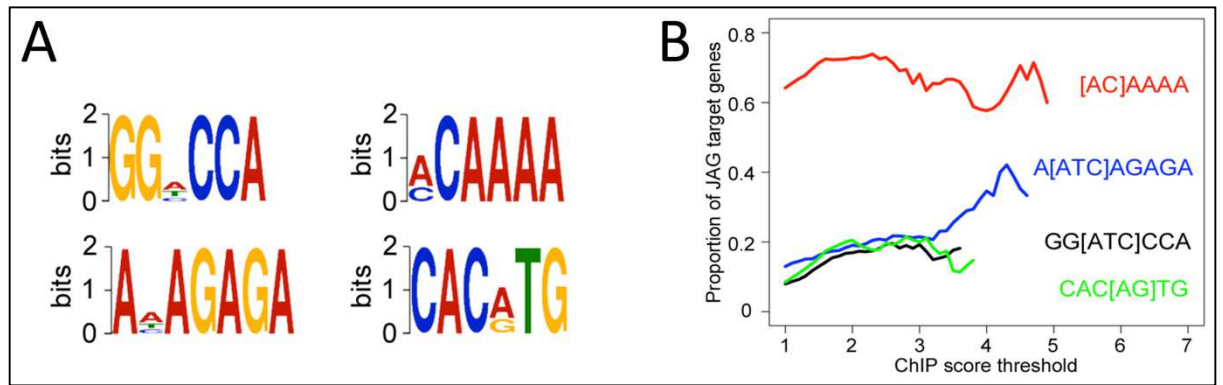 A
B
2
1
0
bits
GG
A
T
C
CCA
2
1
0
bits
A
C
CAAAA
2
1
0
bits
A
A
T
C
AGAGA
2
1
0
bits
CAC
A
G
TG
0.8
0.6
0.4
0.2
0
Proportion of JAG target genes
[AC]AAAA
A[ATC]AGAGA
GG[ATC]CCA
CAC[AG]TG
1 2 3 4 5 6 7
ChIP score threshold